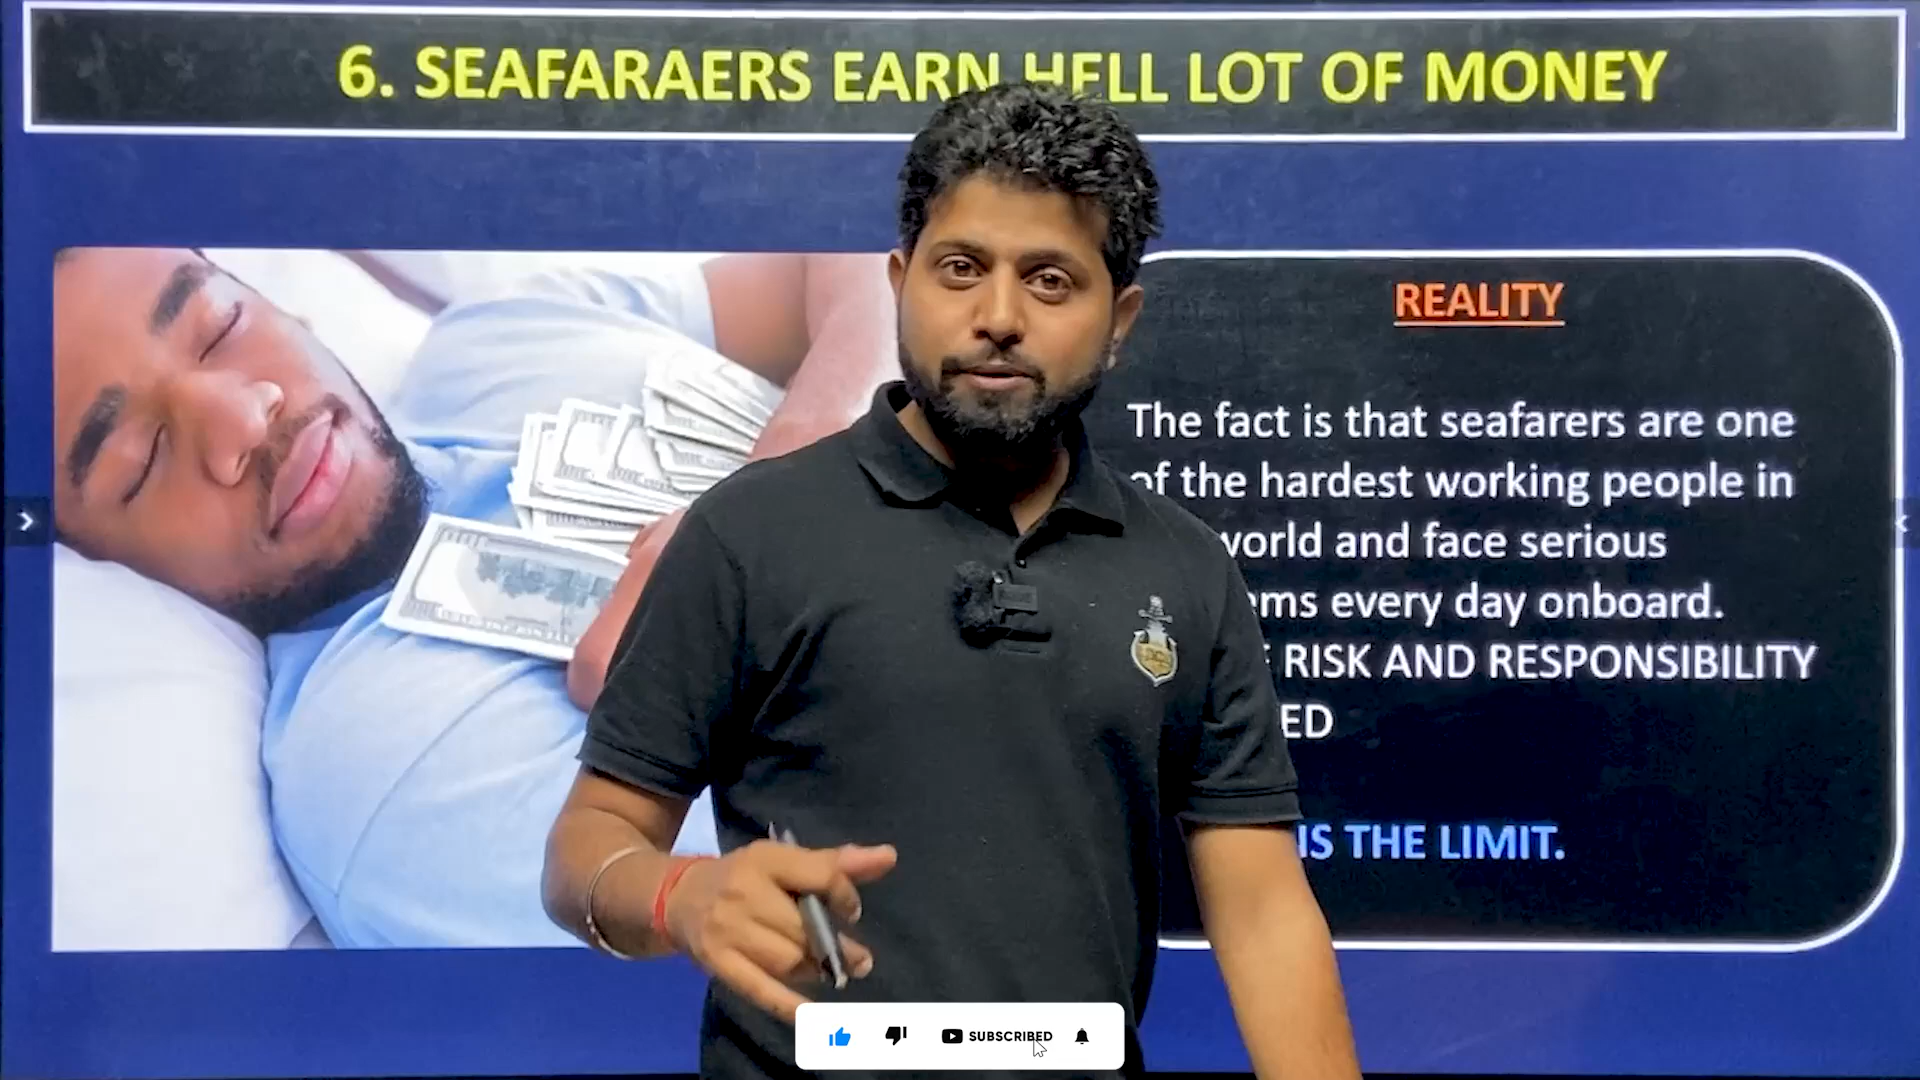 6. SEAFARAERS EARN HELL LOT OF MONEY
REALITY
The fact is that seafarers are one
of the hardest working people in
world and face serious
ems every day onboard.
RISK AND RESPONSIBILITY
ED
IS THE LIMIT.
SUBSCRIBED